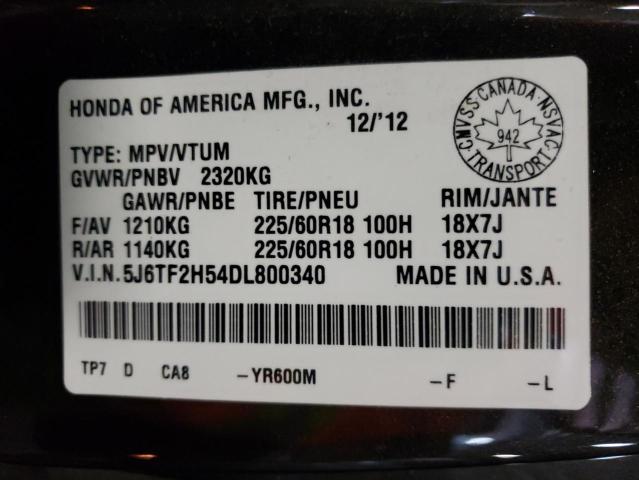 HONDA OF AMERICA MFG., INC.
12/'12
CMVSS CANADA NSVAC
942
TRANSPORT
TYPE: MPV/VTUM
GVWR/PNBV 2320KG
GAWR/PNBE TIRE/PNEU RIM/JANTE
F/AV 1210KG 225/60R18 100H 18X7J
R/AR 1140KG 225/60R18 100H 18X7J
V.I.N.5J6TF2H54DL800340 MADE IN U.S.A.
TP7 D CA8 -YR600M -F -L